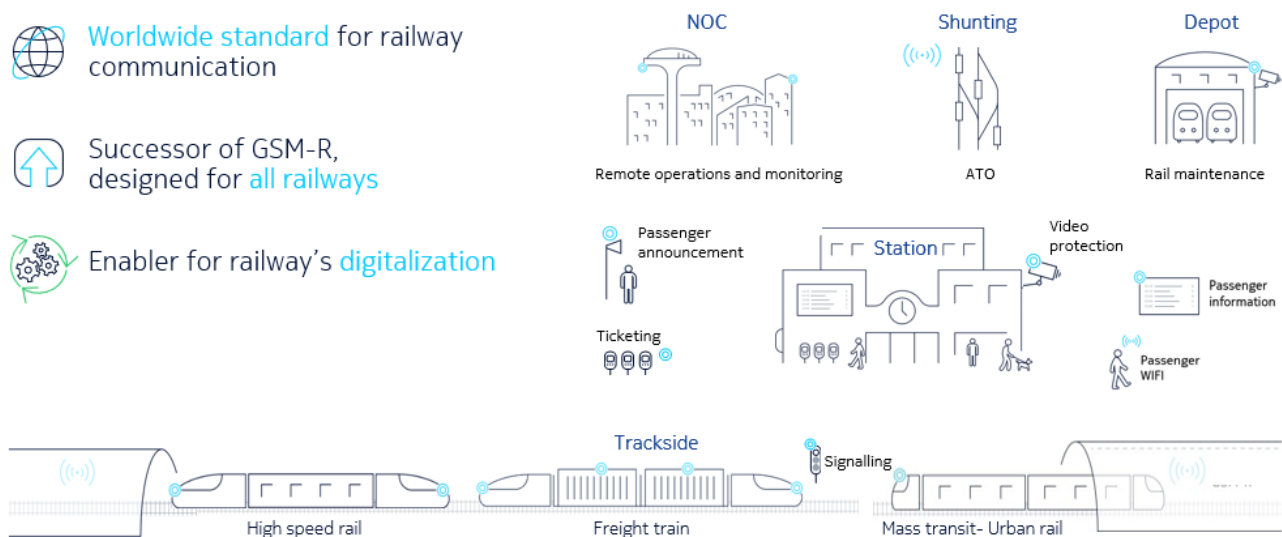 Worldwide standard for railway
communication
Successor of GSM-R,
designed for all railways
Enabler for railway's digitalization
NOC
Shunting
Depot
Remote operations and monitoring
ATO
Rail maintenance
Passenger
announcement
Station
Video
protection
Passenger
information
Ticketing
Passenger
WIFI
Trackside
Signalling
High speed rail
Freight train
Mass transit- Urban rail